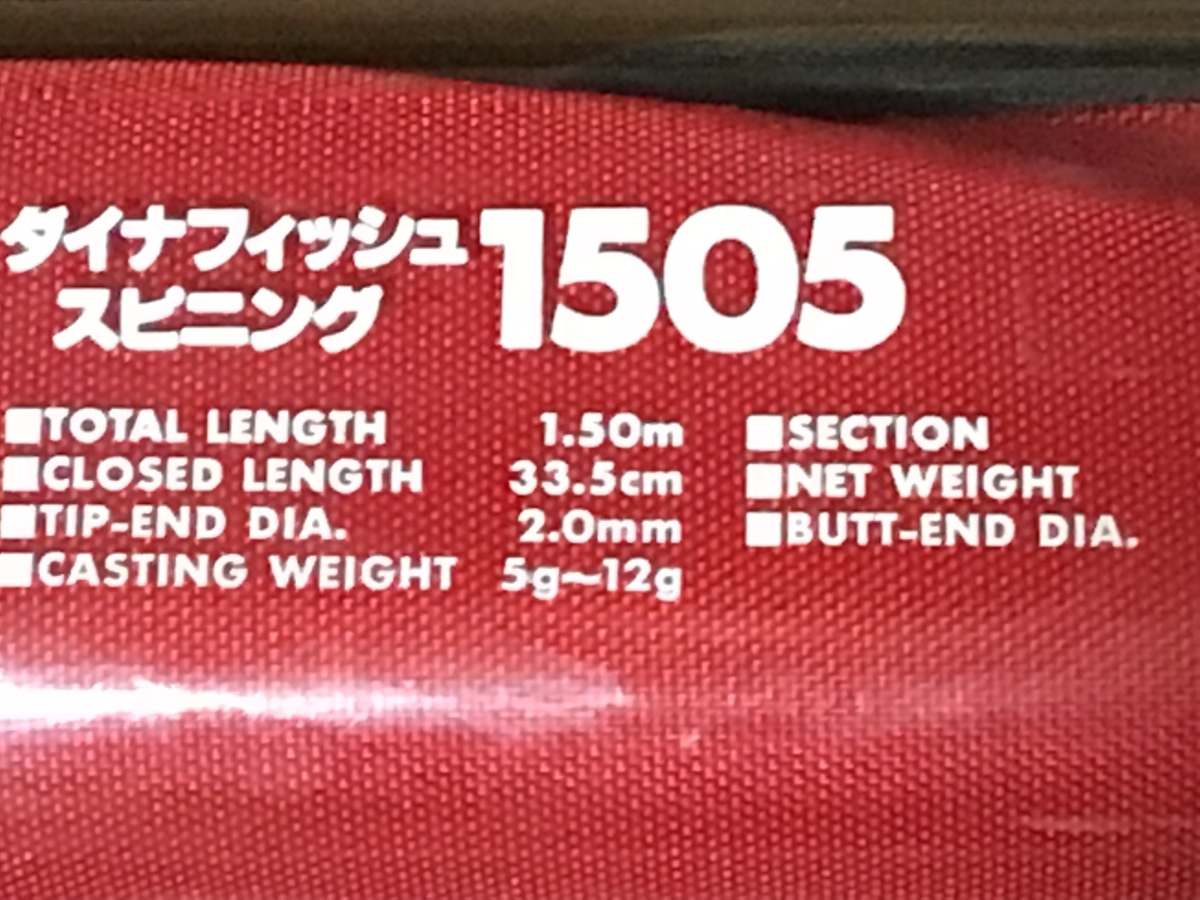 ダイナフィッシュ 1505
スピニング
■TOTAL LENGTH 1.50m ■SECTION
■CLOSED LENGTH 33.5cm ■NET WEIGHT
■TIP-END DIA. 2.0mm ■BUTT-END DIA.
■CASTING WEIGHT 5g~12g